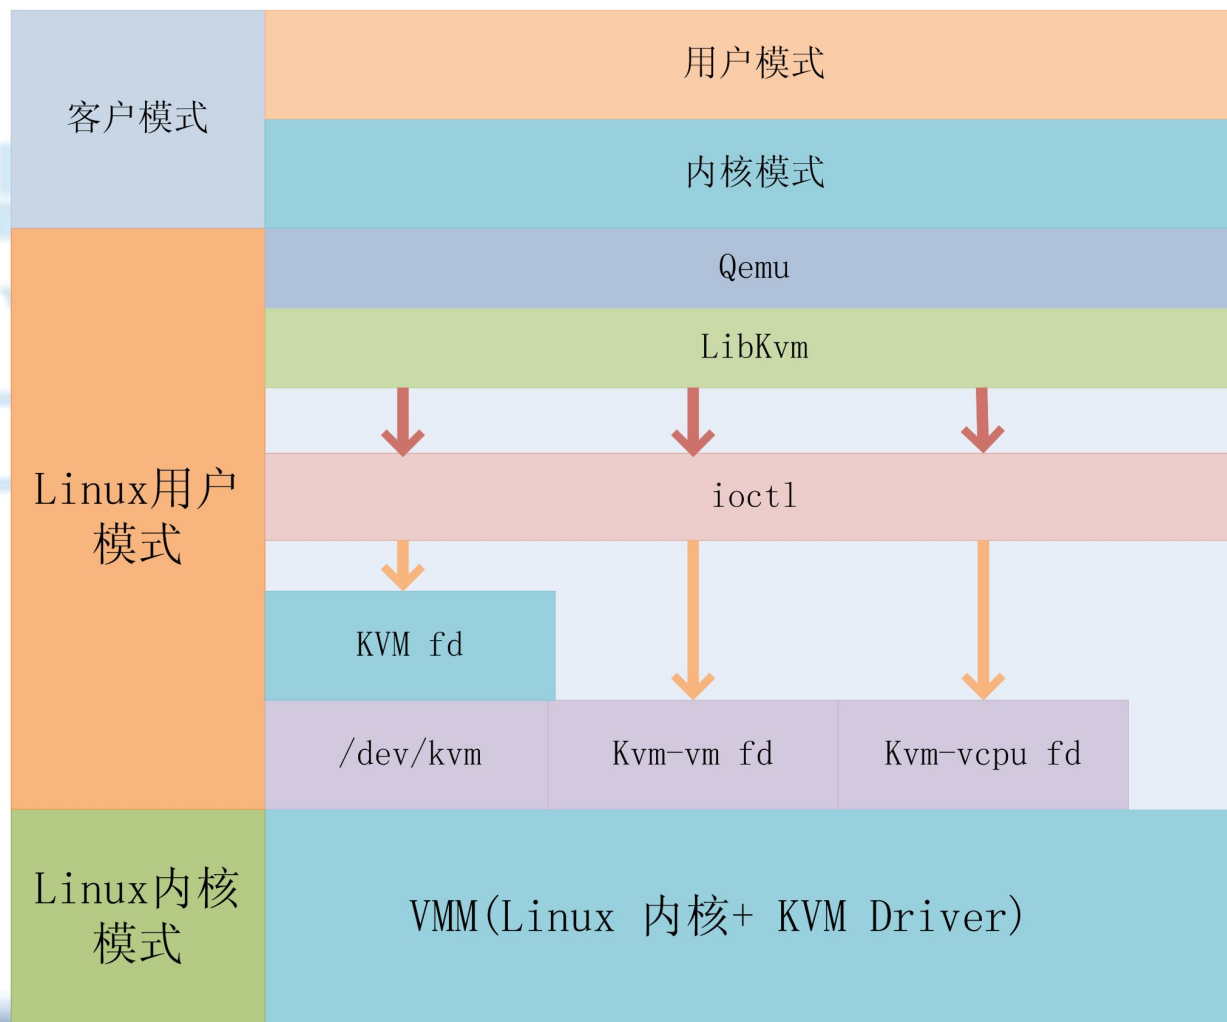 用户模式
客户模式
内核模式
Qemu
LibKvm
Linux用户
模式
ioctl
KVM fd
/dev/kvm
Kvm-vm fd
Kvm-vcpu fd
Linux内核
模式
VMM(Linux 内核+ KVM Driver)